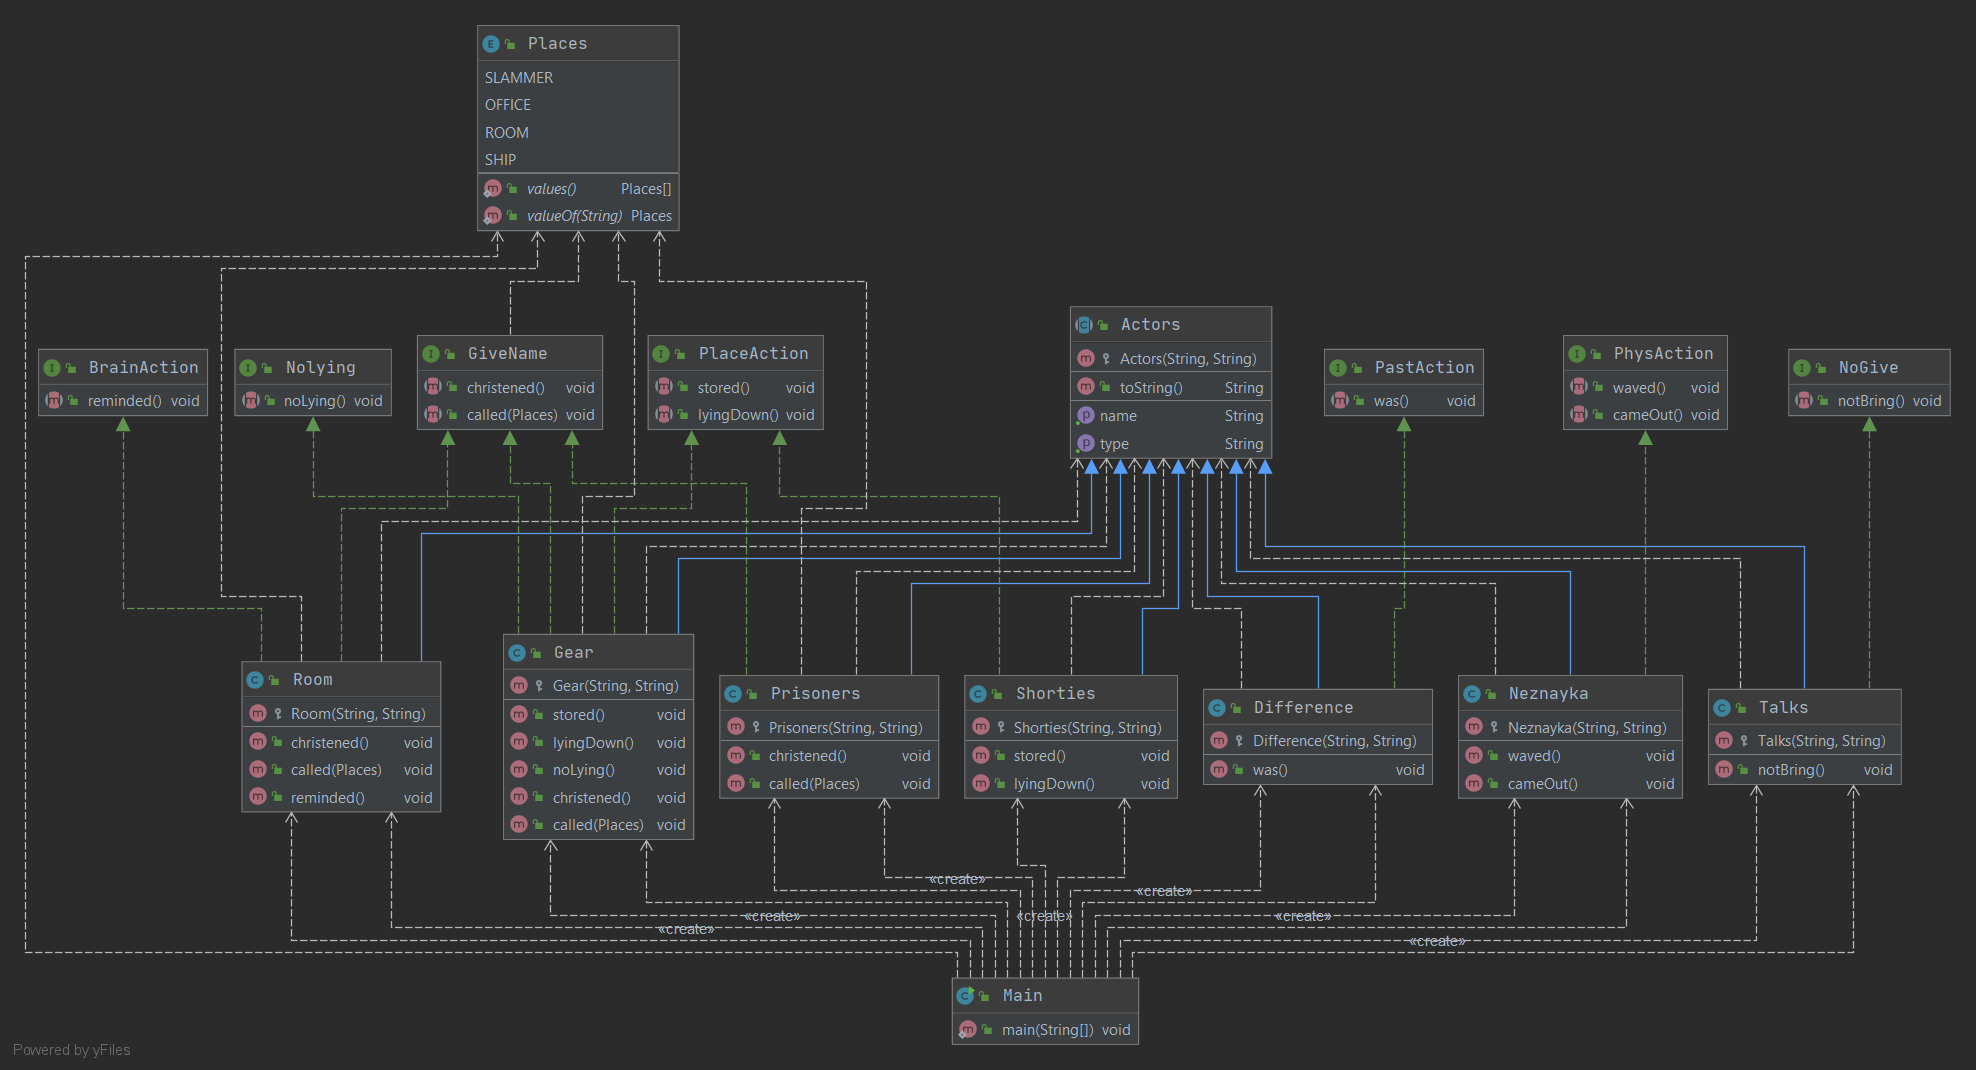 Places
SLAMMER
OFFICE
ROOM
SHIP
values() Places[]
valueOf(String) Places
Actors
Actors(String, String)
toString() String
name String
type String
BrainAction
reminded() void
Nolying
noLying() void
GiveName
christened() void
called(Places) void
PlaceAction
stored() void
lyingDown() void
PastAction
was() void
PhysAction
waved() void
cameOut() void
NoGive
notBring() void
Room
Room(String, String)
christened() void
called(Places) void
reminded() void
Gear
Gear(String, String)
stored() void
lyingDown() void
noLying() void
christened() void
called(Places) void
Prisoners
Prisoners(String, String)
christened() void
called(Places) void
Shorties
Shorties(String, String)
stored() void
lyingDown() void
Difference
Difference(String, String)
was() void
Neznayka
Neznayka(String, String)
waved() void
cameOut() void
Talks
Talks(String, String)
notBring() void
«create»
«create»
«create»
«create»
«create»
«create»
«create»
Main
main(String[]) void
Powered by yFiles